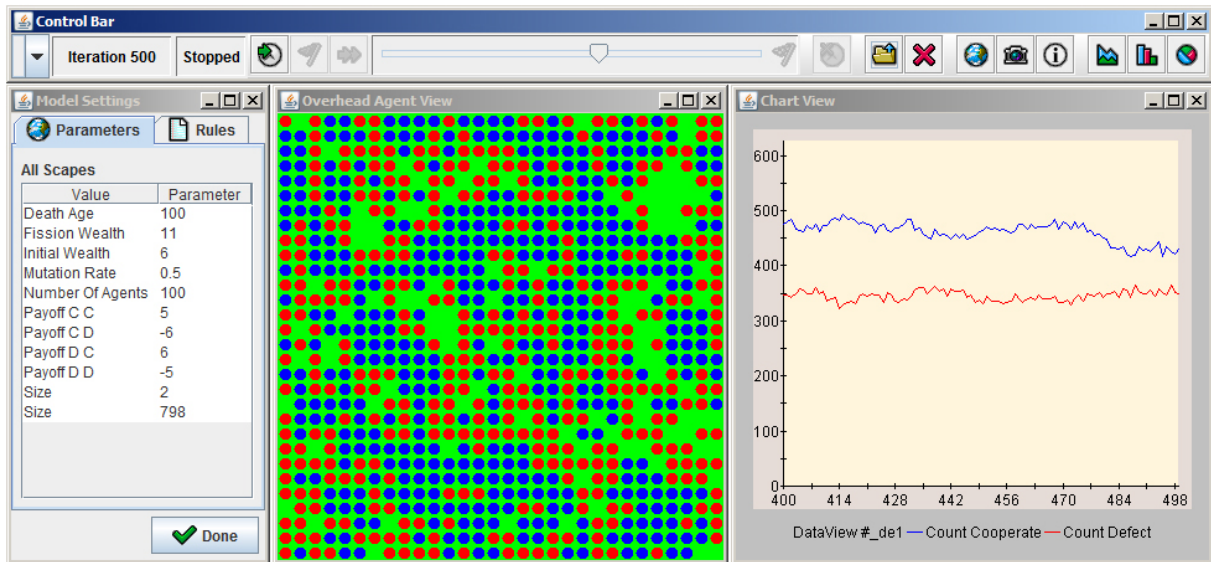 Control Bar
Iteration 500 Stopped
Model Settings
Parameters Rules
All Scapes
Value Parameter
Death Age 100
Fission Wealth 11
Initial Wealth 6
Mutation Rate 0.5
Number Of Agents 100
Payoff C C 5
Payoff C D -6
Payoff D C 6
Payoff D D -5
Size 2
Size 798
Done
Overhead Agent View
Chart View
600
500
400
300
200
100
0
400 414 428 442 456 470 484 498
DataView #_de1 Count Cooperate Count Defect